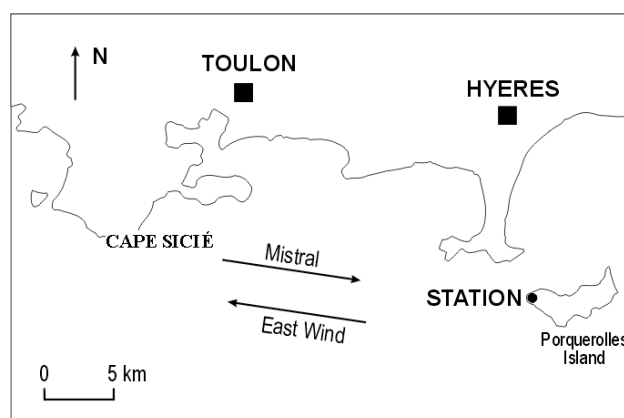 N
TOULON
HYERES
CAPE SICIÉ
Mistral
STATION
East Wind
Porquerolles
Island
0 5 km